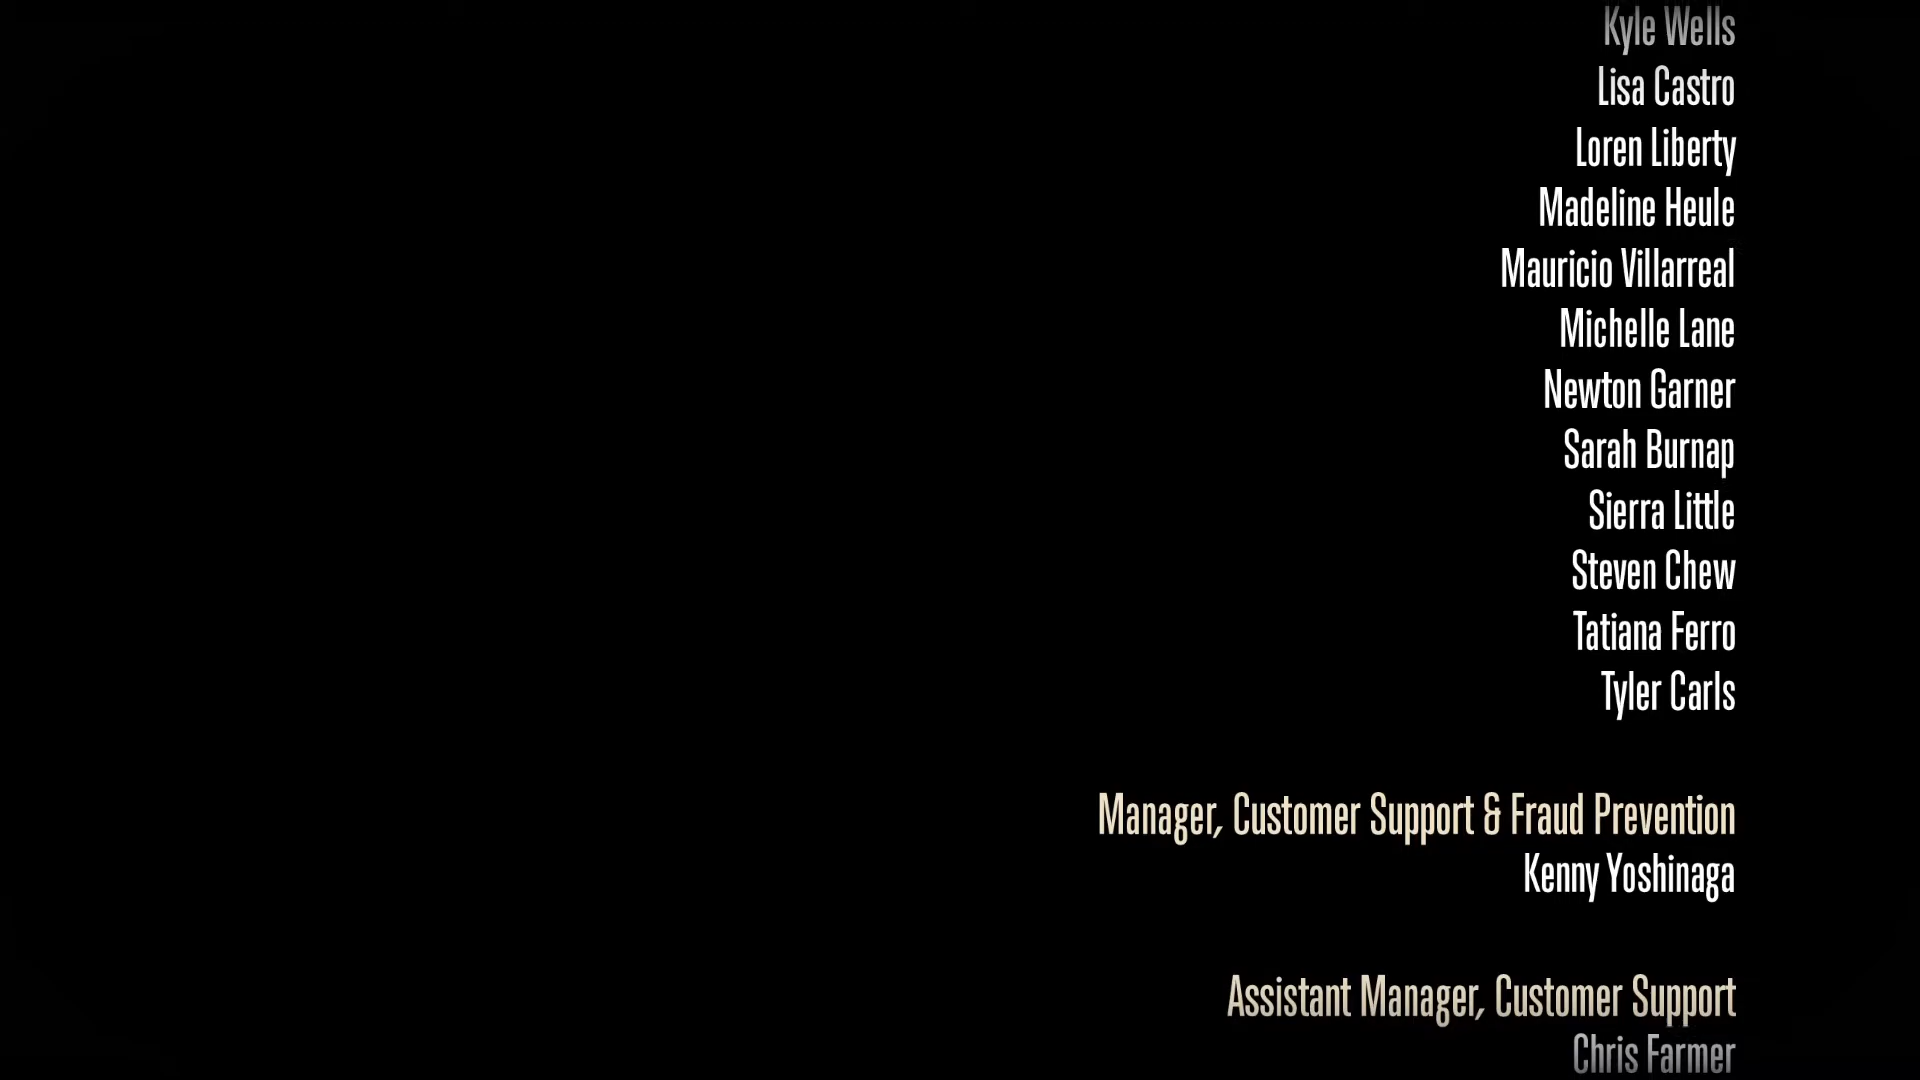 Kyle Wells
Lisa Castro
Loren Liberty
Madeline Heule
Mauricio Villarreal
Michelle Lane
Newton Garner
Sarah Burnap
Sierra Little
Steven Chew
Tatiana Ferro
Tyler Carls
Manager, Customer Support & Fraud Prevention
Kenny Yoshinaga
Assistant Manager, Customer Support
Chris Farmer